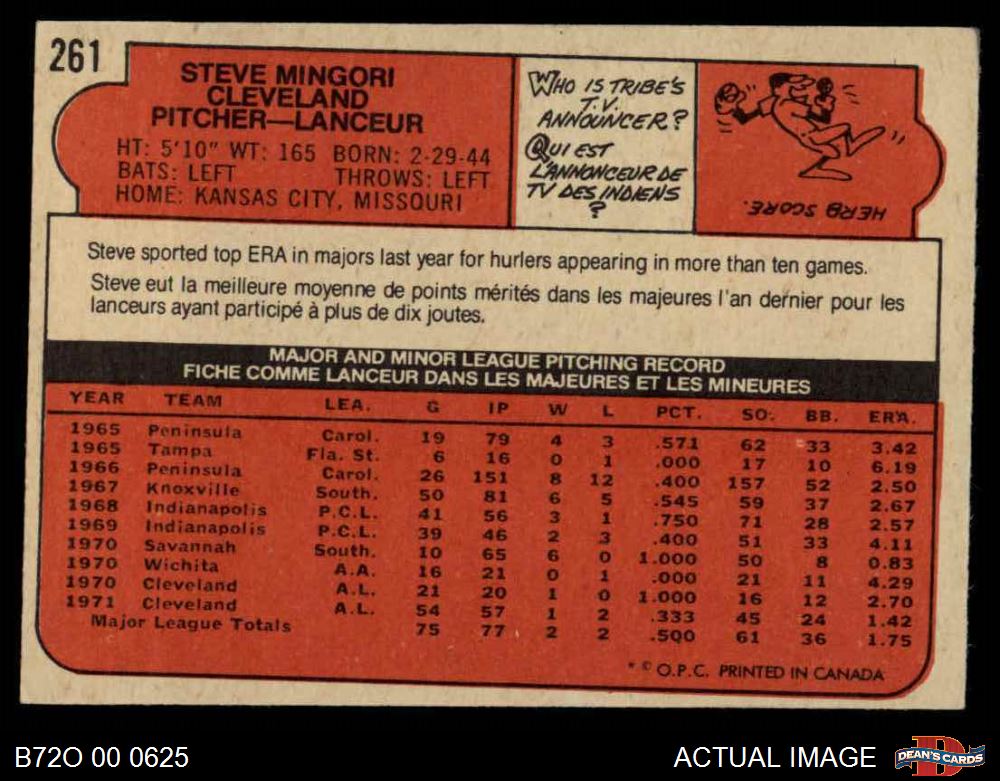 261
STEVE MINGORI
CLEVELAND
PITCHER—LANCEUR
HT: 5'10" WT: 165 BORN: 2-29-44
BATS: LEFT THROWS: LEFT
HOME: KANSAS CITY, MISSOURI
WHO IS TRIBE'S
T.V.
ANNOUNCER?
QUI EST
L'ANNONCEUR DE
TV DES INDIENS
?
HERB SCORE.
Steve sported top ERA in majors last year for hurlers appearing in more than ten games.
Steve eut la meilleure moyenne de points mérités dans les majeures l'an dernier pour les
lanceurs ayant participé à plus de dix joutes.
MAJOR AND MINOR LEAGUE PITCHING RECORD
FICHE COMME LANCEUR DANS LES MAJEURES ET LES MINEURES
YEAR TEAM LEA. G IP W L PCT. SO. BB. ERA.
1965 Peninsula Carol. 19 79 4 3 .571 62 33 3.42
1965 Tampa Fla. St. 6 16 0 1 .000 17 10 6.19
1966 Peninsula Carol. 26 151 8 12 .400 157 52 2.50
1967 Knoxville South. 50 81 6 5 .545 59 37 2.67
1968 Indianapolis P.C.L. 41 56 3 1 .750 71 28 2.57
1969 Indianapolis P.C.L. 39 46 2 3 .400 51 33 4.11
1970 Savannah South. 10 65 6 0 1.000 50 8 0.83
1970 Wichita A.A. 16 21 0 1 .000 21 11 4.29
1970 Cleveland A.L. 21 20 1 0 1.000 16 12 2.70
1971 Cleveland A.L. 54 57 1 2 .333 45 24 1.42
Major League Totals 75 77 2 2 .500 61 36 1.75
* © O.P.C. PRINTED IN CANADA
B72O 00 0625
ACTUAL IMAGE
D
DEAN'S CARDS